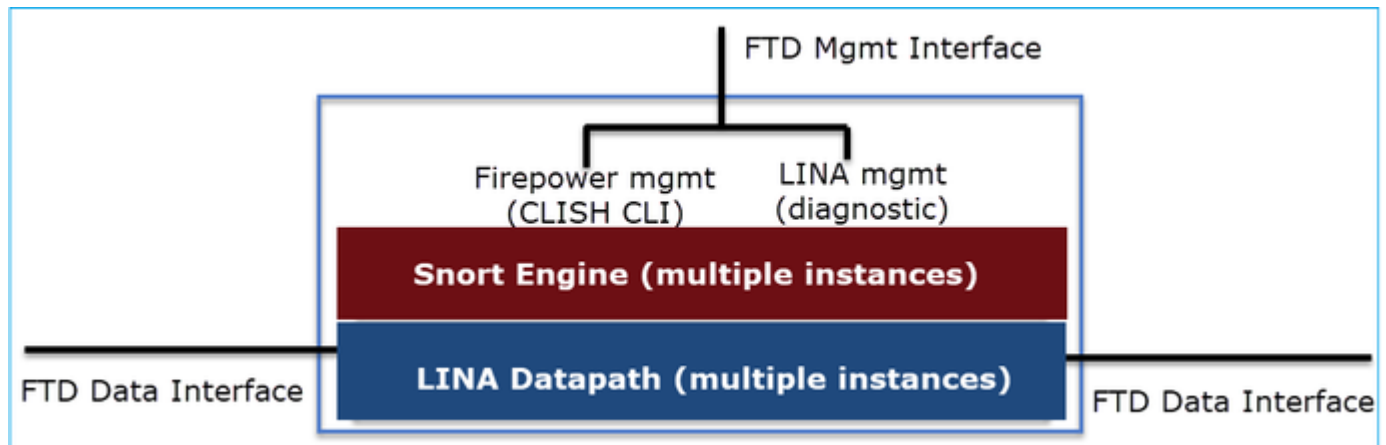 FTD Mgmt Interface
Firepower mgmt
(CLISH CLI)
LINA mgmt
(diagnostic)
Snort Engine (multiple instances)
LINA Datapath (multiple instances)
FTD Data Interface
FTD Data Interface